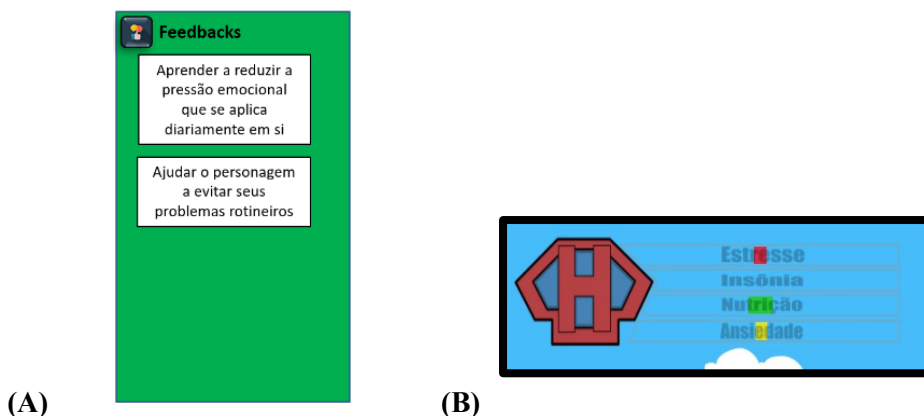 Feedbacks
Aprender a reduzir a
pressão emocional
que se aplica
diariamente em si
Ajudar o personagem
a evitar seus
problemas rotineiros
(A)
H
Estresse
Insônia
Nutrição
Ansiedade
(B)